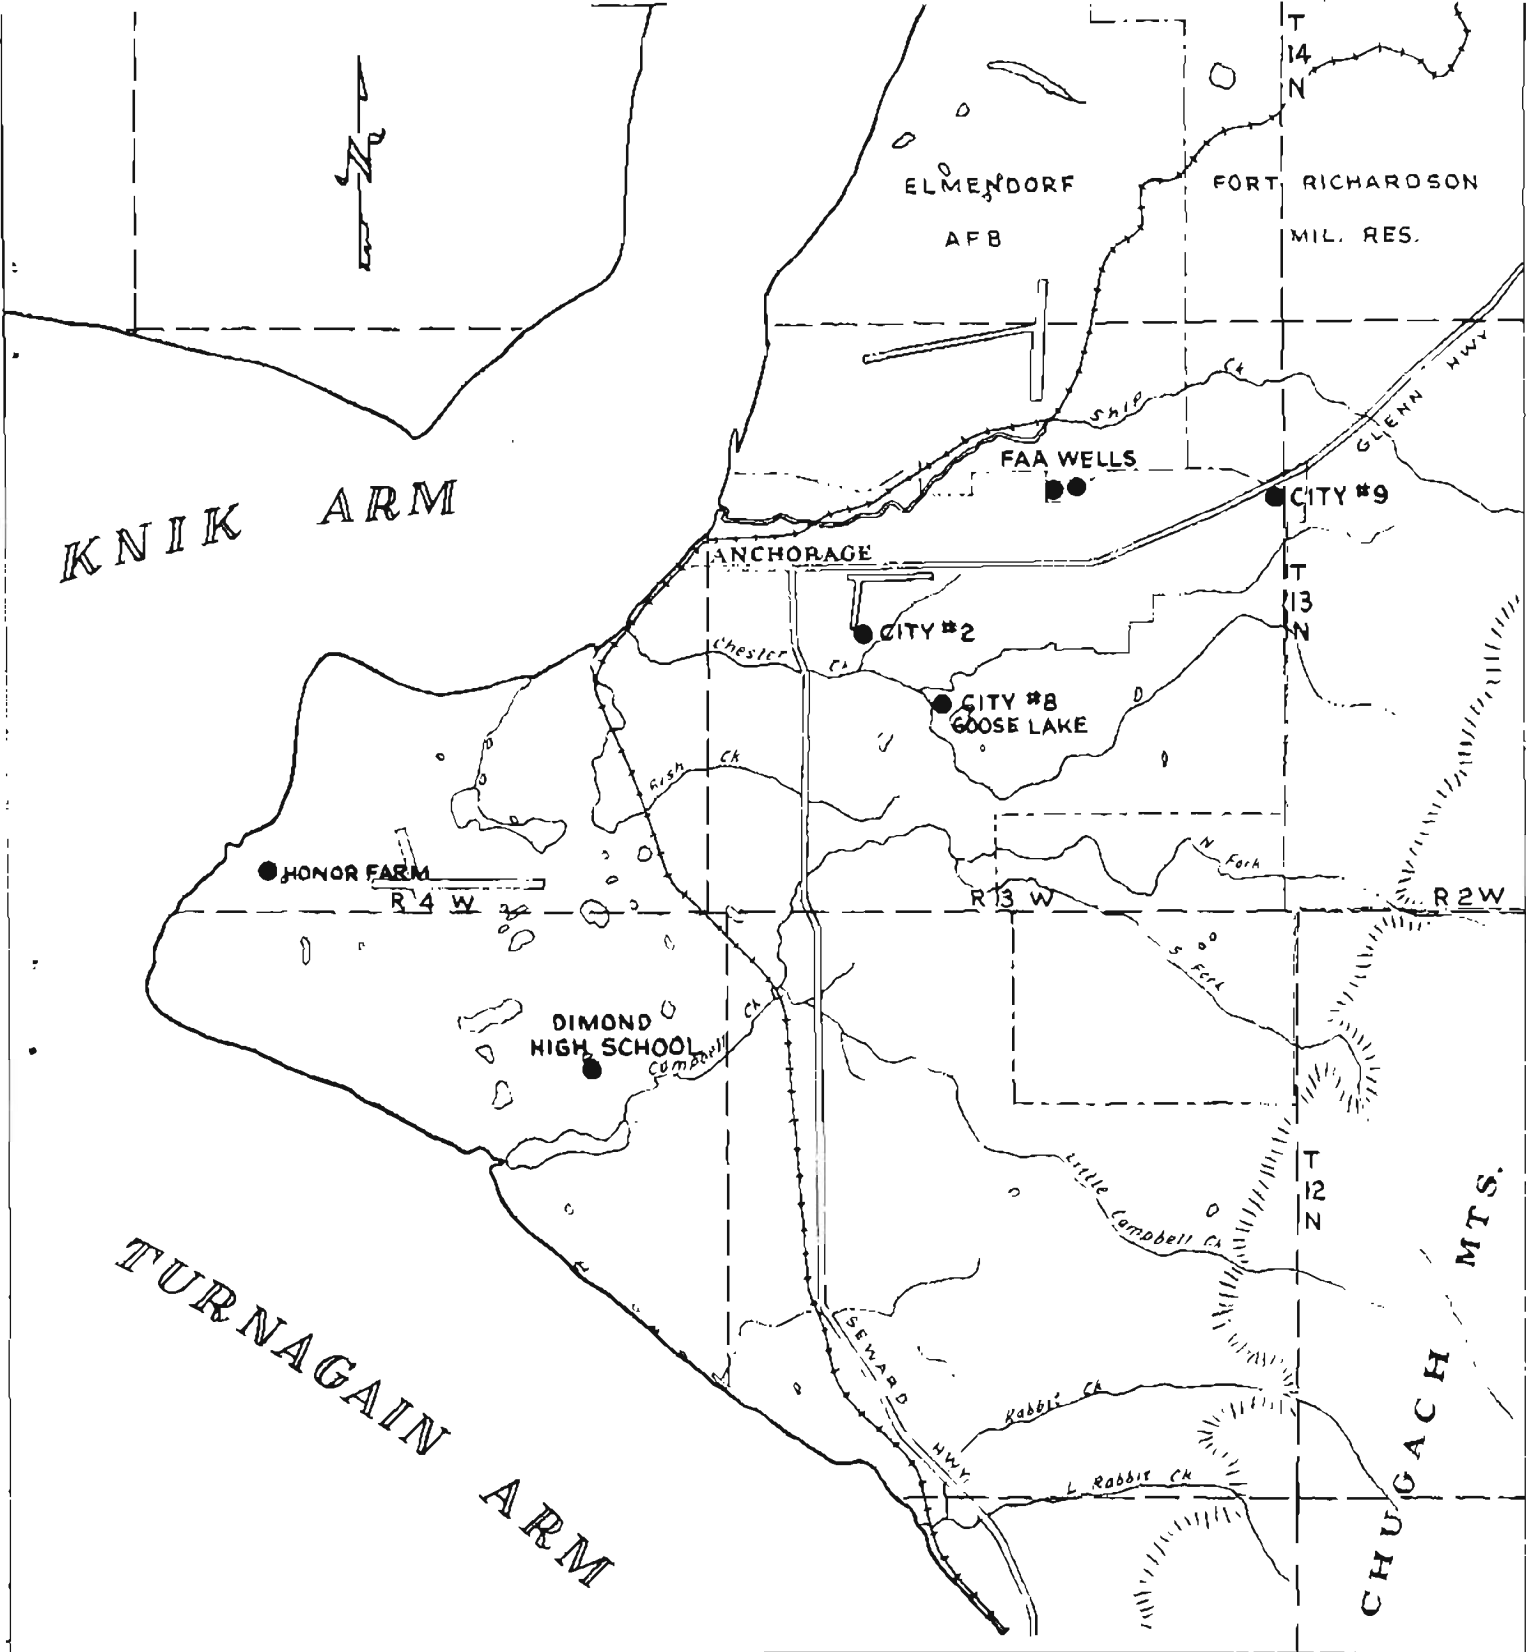 T
14
N
ELMENDORF
AFB
FORT RICHARDSON
MIL. RES.
GLENN HWY
Ship Ck
FAA WELLS
CITY #9
KNIK ARM
ANCHORAGE
T
13
N
CITY #2
Chester Ck
CITY #8
GOOSE LAKE
Fish Ck
N Fork
HONOR FARM
R 4 W
R 3 W
R 2 W
S Fork
DIMOND
HIGH SCHOOL
Campbell Ck
Little Campbell Ck
T
12
N
TURNAGAIN ARM
SEWARD HWY
Rabbit Ck
L Rabbit Ck
CHUGACH MTS.